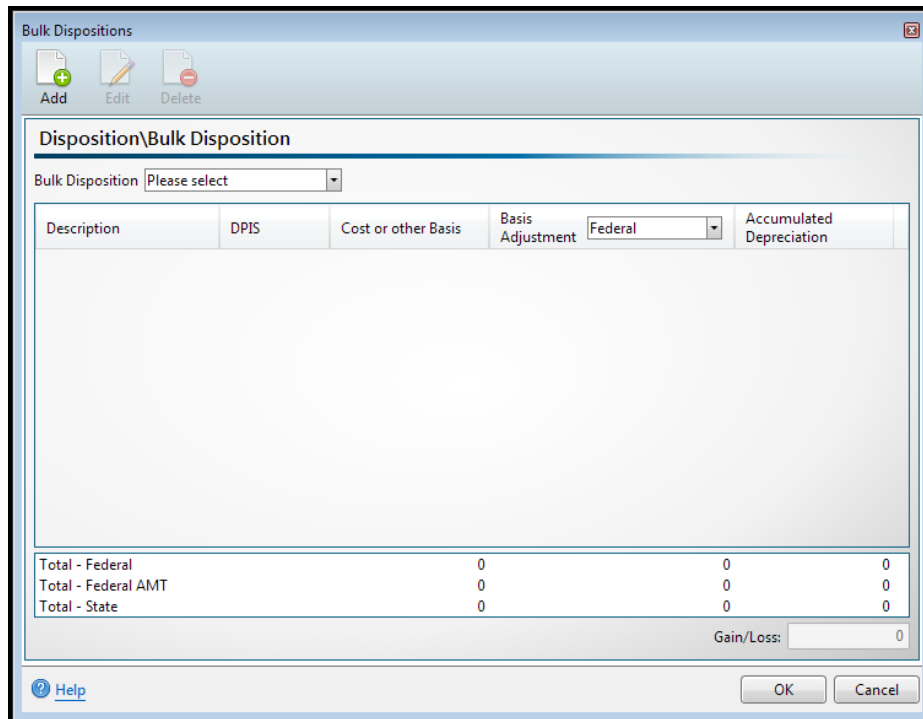 Bulk Dispositions
Add Edit Delete
Disposition\Bulk Disposition
Bulk Disposition Please select
Description DPIS Cost or other Basis Basis Adjustment Federal Accumulated Depreciation
Total - Federal 0 0 0
Total - Federal AMT 0 0 0
Total - State 0 0 0
Gain/Loss: 0
Help OK Cancel